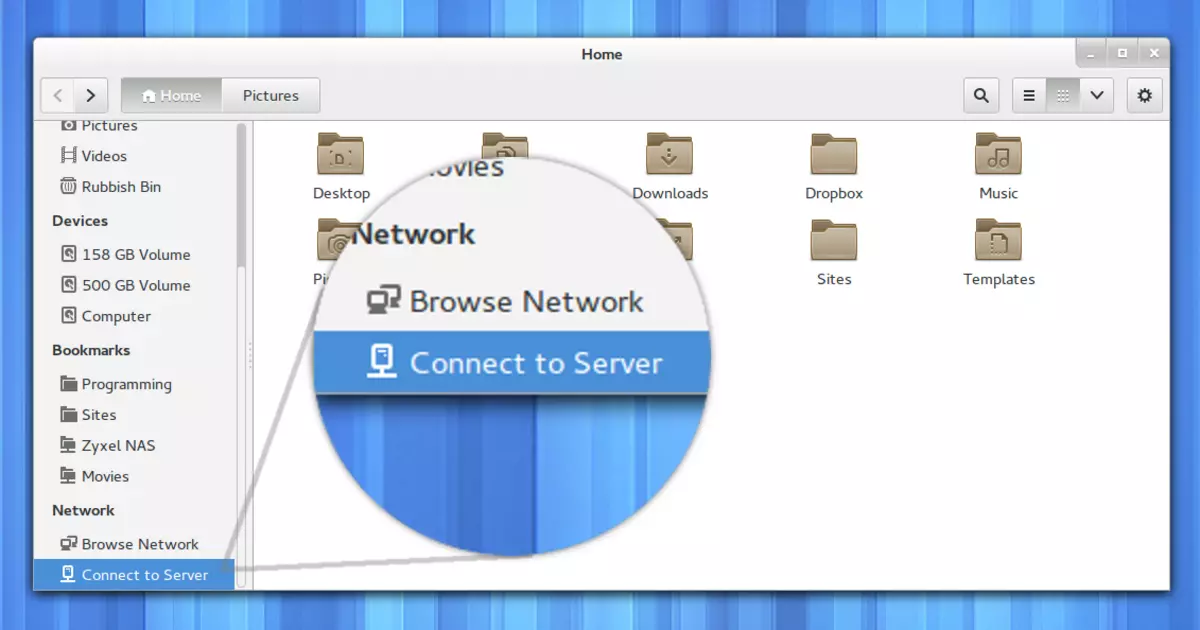 Home
Home
Pictures
Pictures
Videos
Rubbish Bin
Devices
158 GB Volume
500 GB Volume
Computer
Bookmarks
Programming
Sites
Zyxel NAS
Movies
Network
Browse Network
Connect to Server
Desktop
Downloads
Dropbox
Music
Sites
Templates
Network
Browse Network
Connect to Server